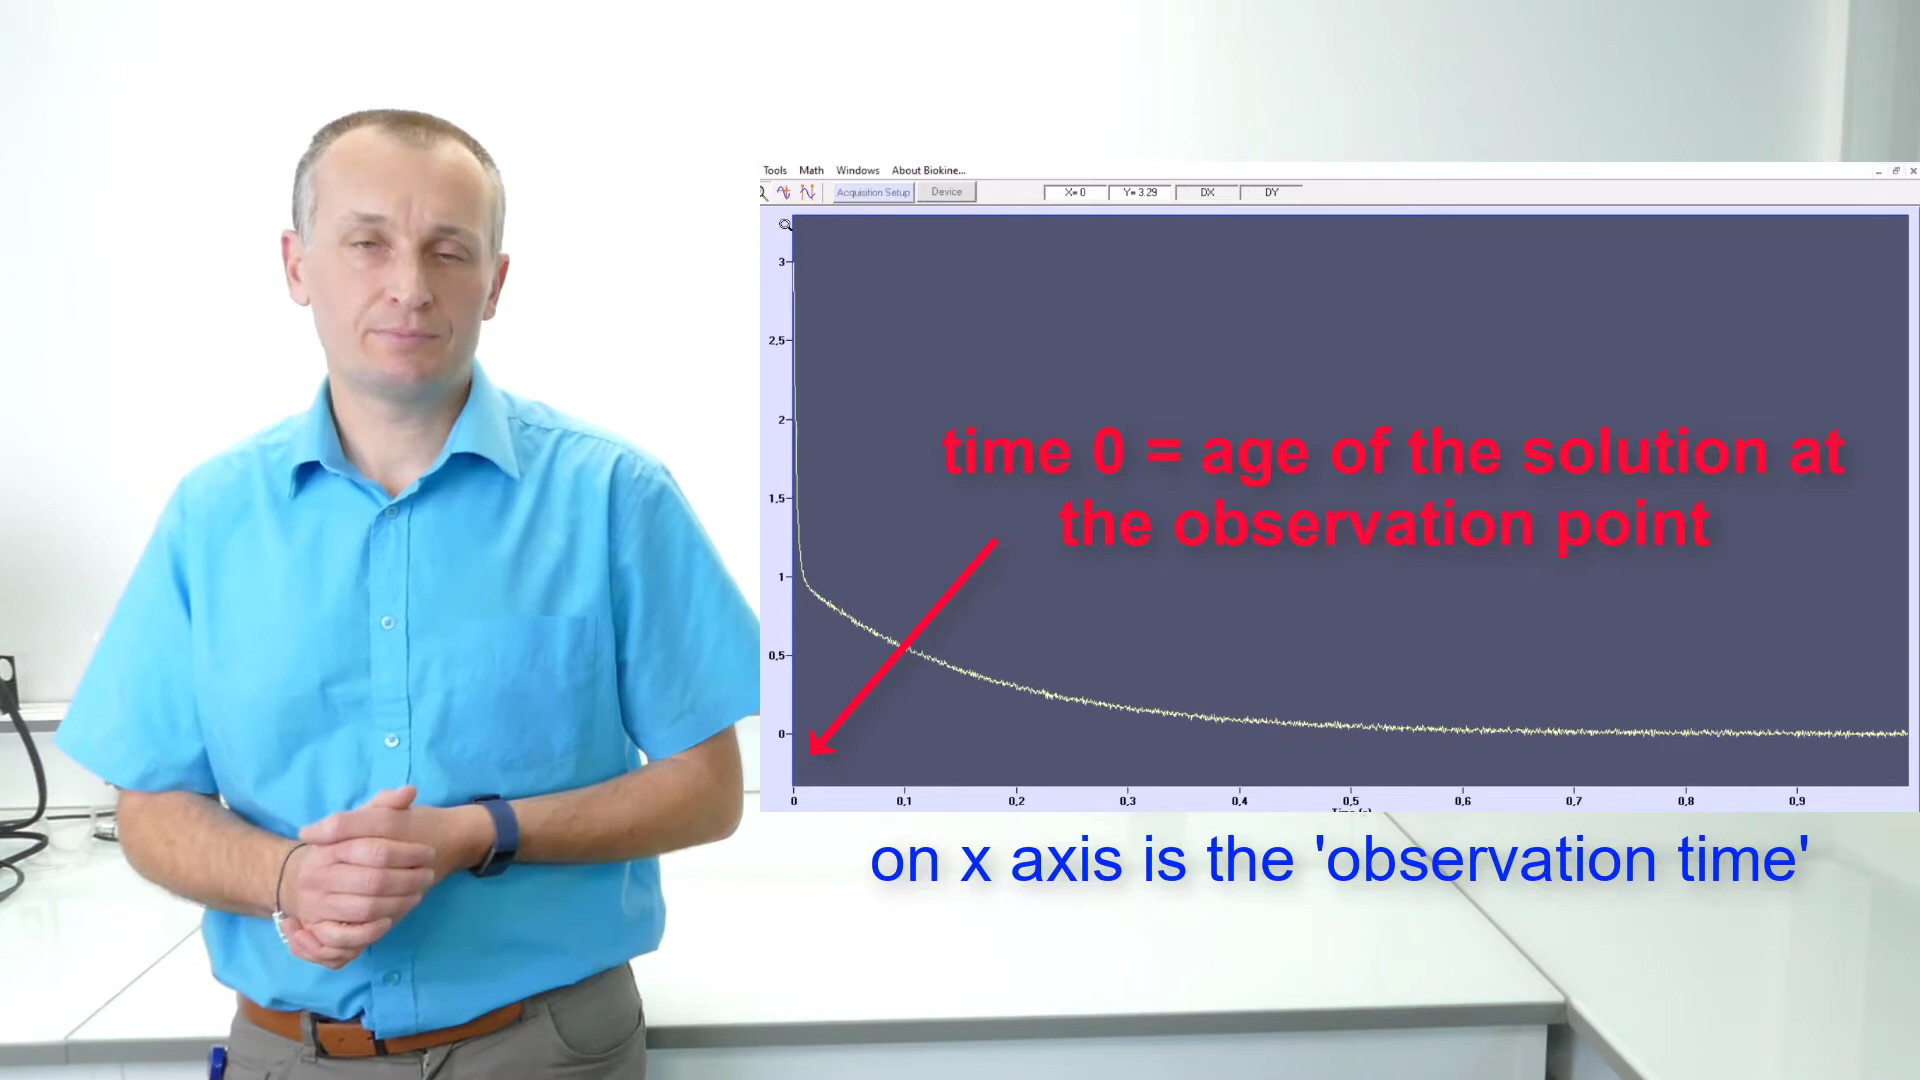 Tools Math Windows About Biokine...
Acquisition Setup Device X= 0 Y= 3.29 DX DY
3
2,5
2
1,5
1
0,5
0
time 0 = age of the solution at
the observation point
0 0,1 0,2 0,3 0,4 0,5 0,6 0,7 0,8 0,9
on x axis is the 'observation time'